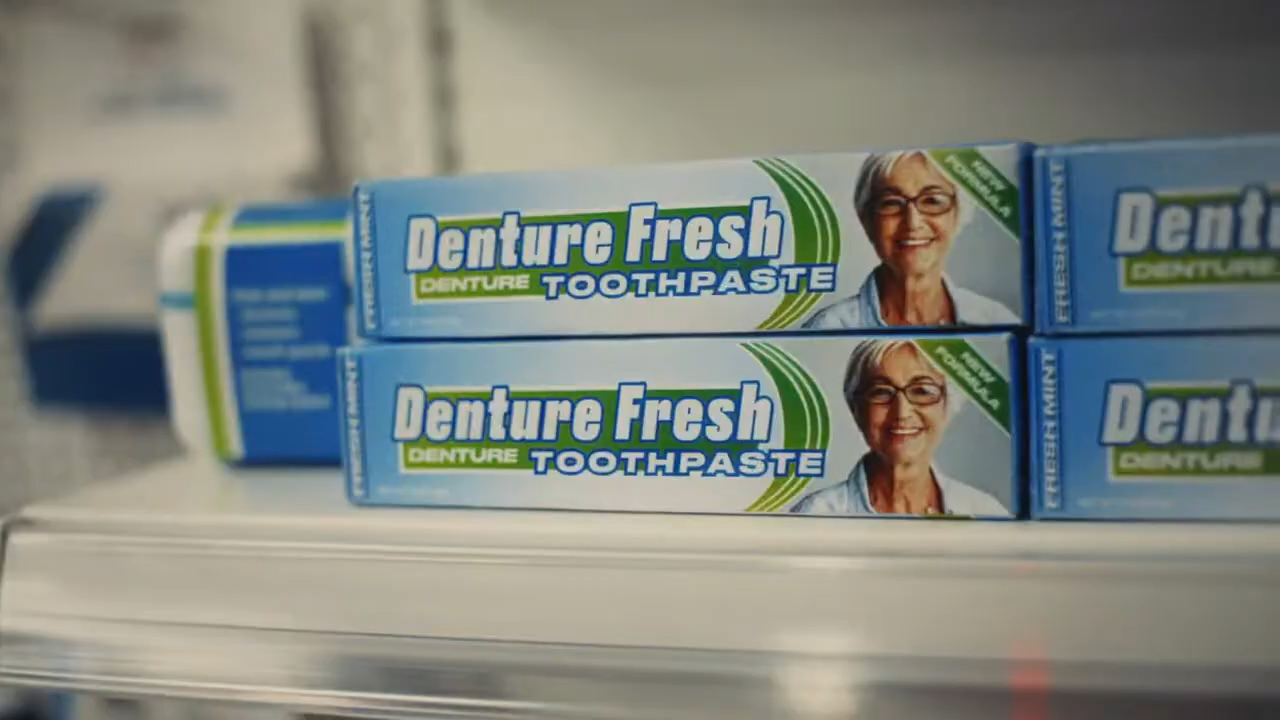 FRESH MINT
Denture Fresh
DENTURE TOOTHPASTE
NEW FORMULA
FRESH MINT
Dent
DENTURE
FRESH MINT
Denture Fresh
DENTURE TOOTHPASTE
NEW FORMULA
FRESH MINT
Dentu
DENTURE